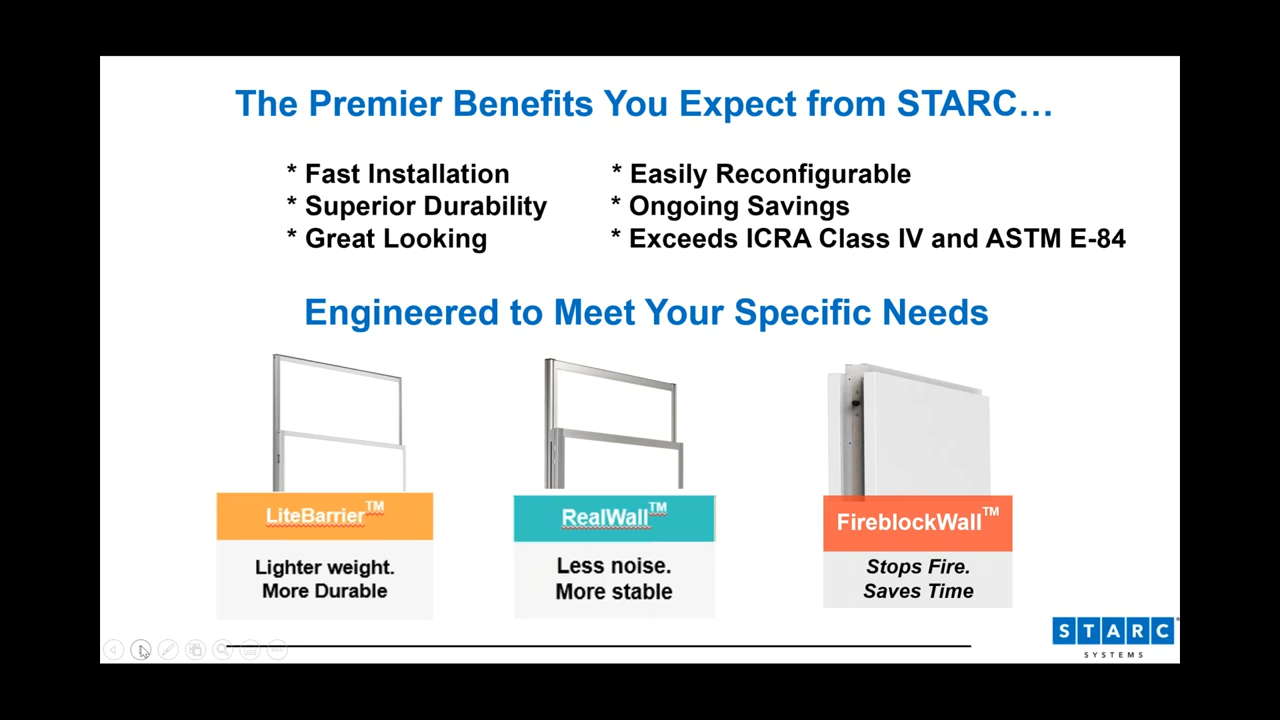 The Premier Benefits You Expect from STARC…
* Fast Installation
* Superior Durability
* Great Looking
* Easily Reconfigurable
* Ongoing Savings
* Exceeds ICRA Class IV and ASTM E-84
Engineered to Meet Your Specific Needs
LiteBarrier™
Lighter weight.
More Durable
RealWall™
Less noise.
More stable
FireblockWall™
Stops Fire.
Saves Time
STARC®
SYSTEMS